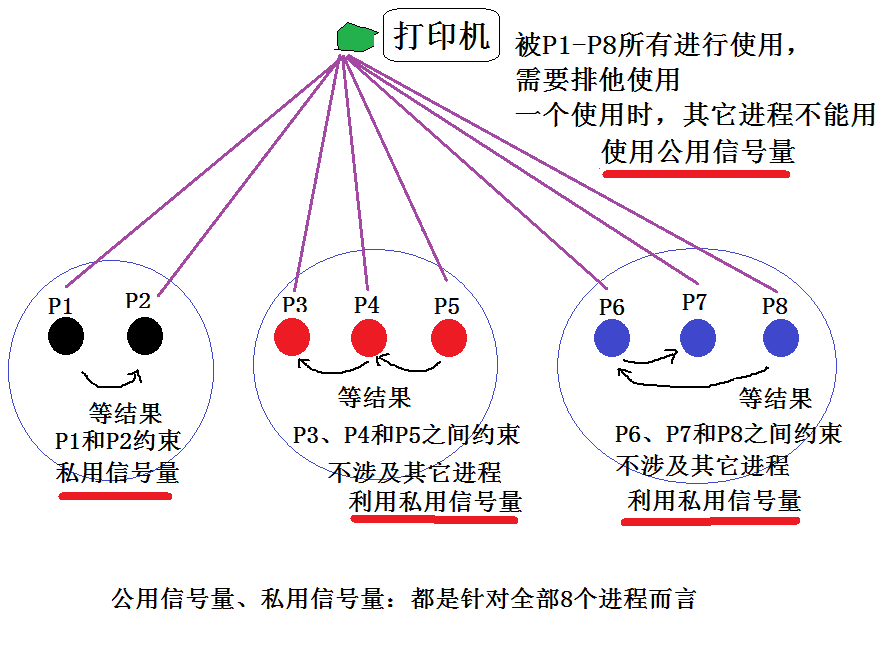 打印机
被P1-P8所有进行使用，
需要排他使用
一个使用时，其它进程不能用
使用公用信号量
P1
P2
等结果
P1和P2约束
私用信号量
P3
P4
P5
等结果
P3、P4和P5之间约束
不涉及其它进程
利用私用信号量
P6
P7
P8
等结果
P6、P7和P8之间约束
不涉及其它进程
利用私用信号量
公用信号量、私用信号量：都是针对全部8个进程而言